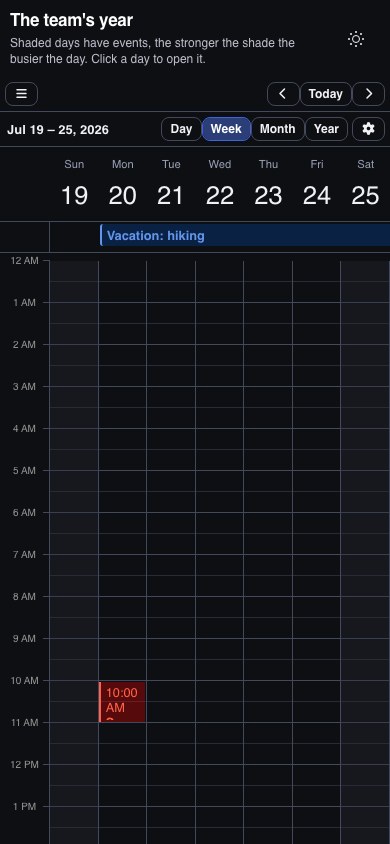 The team's year
Shaded days have events, the stronger the shade the
busier the day. Click a day to open it.
Today
Jul 19 – 25, 2026
Day Week Month Year
Sun Mon Tue Wed Thu Fri Sat
19 20 21 22 23 24 25
Vacation: hiking
12 AM
1 AM
2 AM
3 AM
4 AM
5 AM
6 AM
7 AM
8 AM
9 AM
10 AM
10:00
AM
11 AM
12 PM
1 PM